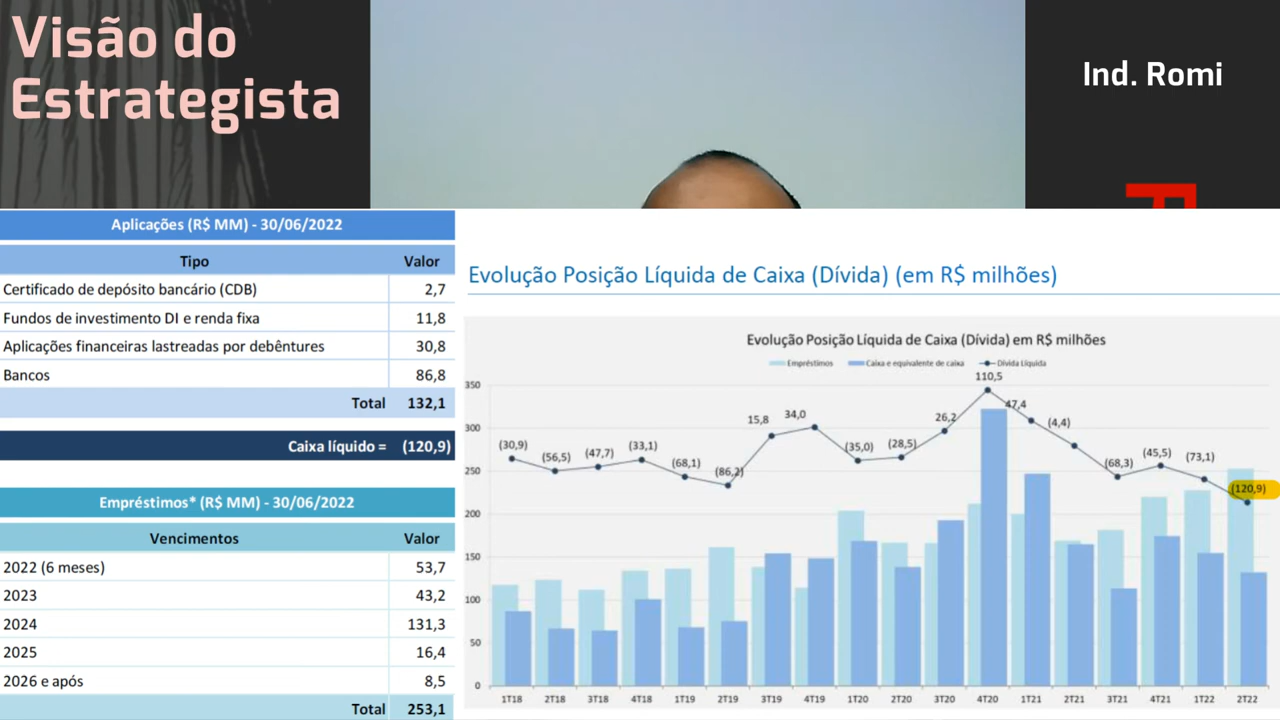 Visão do
Estrategista
Ind. Romi
Aplicações (R$ MM) - 30/06/2022
Tipo Valor
Certificado de depósito bancário (CDB) 2,7
Fundos de investimento DI e renda fixa 11,8
Aplicações financeiras lastreadas por debêntures 30,8
Bancos 86,8
Total 132,1
Caixa líquido = (120,9)
Empréstimos* (R$ MM) - 30/06/2022
Vencimentos Valor
2022 (6 meses) 53,7
2023 43,2
2024 131,3
2025 16,4
2026 e após 8,5
Total 253,1
Evolução Posição Líquida de Caixa (Dívida) (em R$ milhões)
Evolução Posição Líquida de Caixa (Dívida) em R$ milhões
Empréstimos Caixa e equivalente de caixa Dívida Líquida
350
300
250
200
150
100
50
0
(30,9) (56,5) (47,7) (33,1) (68,1) (86,2) 15,8 34,0 (35,0) (28,5) 26,2 110,5 47,4 (4,4) (68,3) (45,5) (73,1) (120,9)
1T18 2T18 3T18 4T18 1T19 2T19 3T19 4T19 1T20 2T20 3T20 4T20 1T21 2T21 3T21 4T21 1T22 2T22